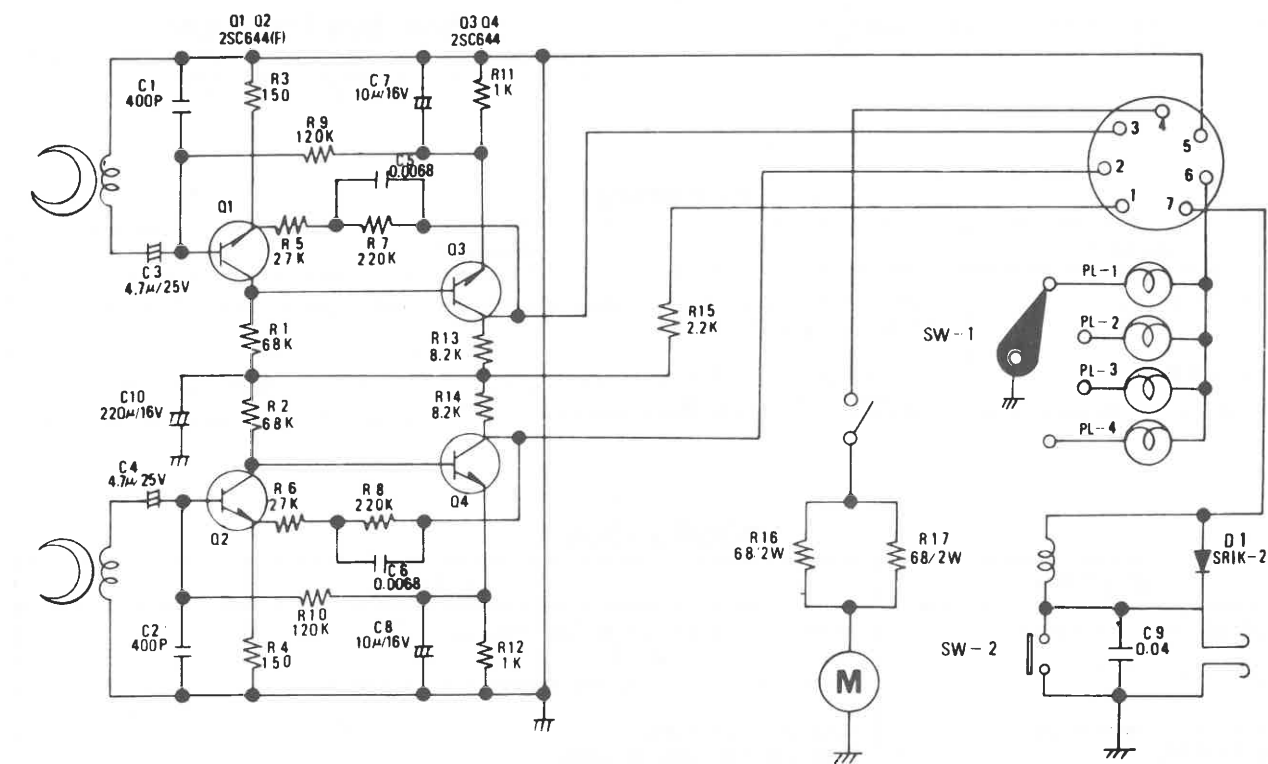 Q1 Q2
2SC644(F)
Q3 Q4
2SC644
C1
400P
R3
150
C7
10μ/16V
R11
1K
R9
120K
C5
0.0068
Q1
R5
27K
R7
220K
Q3
C3
4.7μ/25V
R1
68K
R13
8.2K
R15
2.2K
C10
220μ/16V
R2
68K
R14
8.2K
C4
4.7μ/25V
R6
27K
R8
220K
Q4
Q2
C6
0.0068
C2
400P
R10
120K
R4
150
C8
10μ/16V
R12
1K
3
4
5
2
6
1
7
PL-1
SW-1
PL-2
PL-3
PL-4
R16
68/2W
R17
68/2W
M
D1
SRIK-2
SW-2
C9
0.04